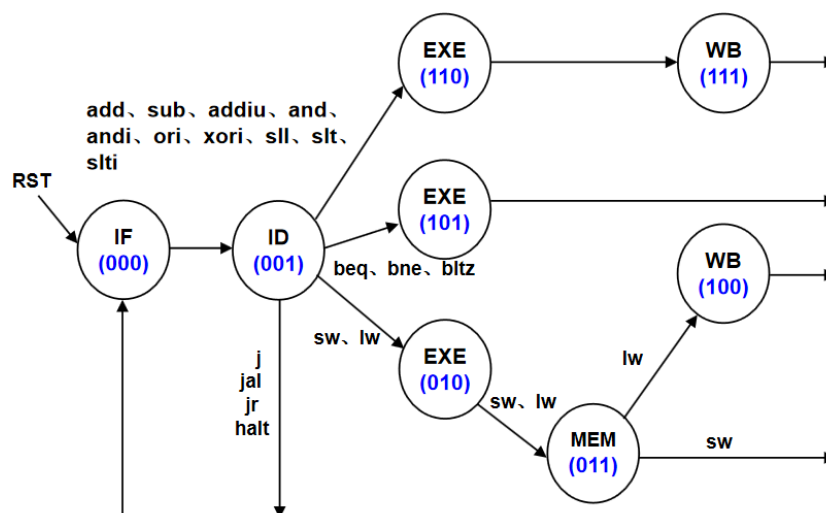 EXE
(110)
WB
(111)
add、sub、addiu、and、
andi、ori、xori、sll、slt、
slti
RST
IF
(000)
ID
(001)
EXE
(101)
beq、bne、bltz
WB
(100)
sw、lw
EXE
(010)
j
jal
jr
halt
sw、lw
lw
MEM
(011)
sw